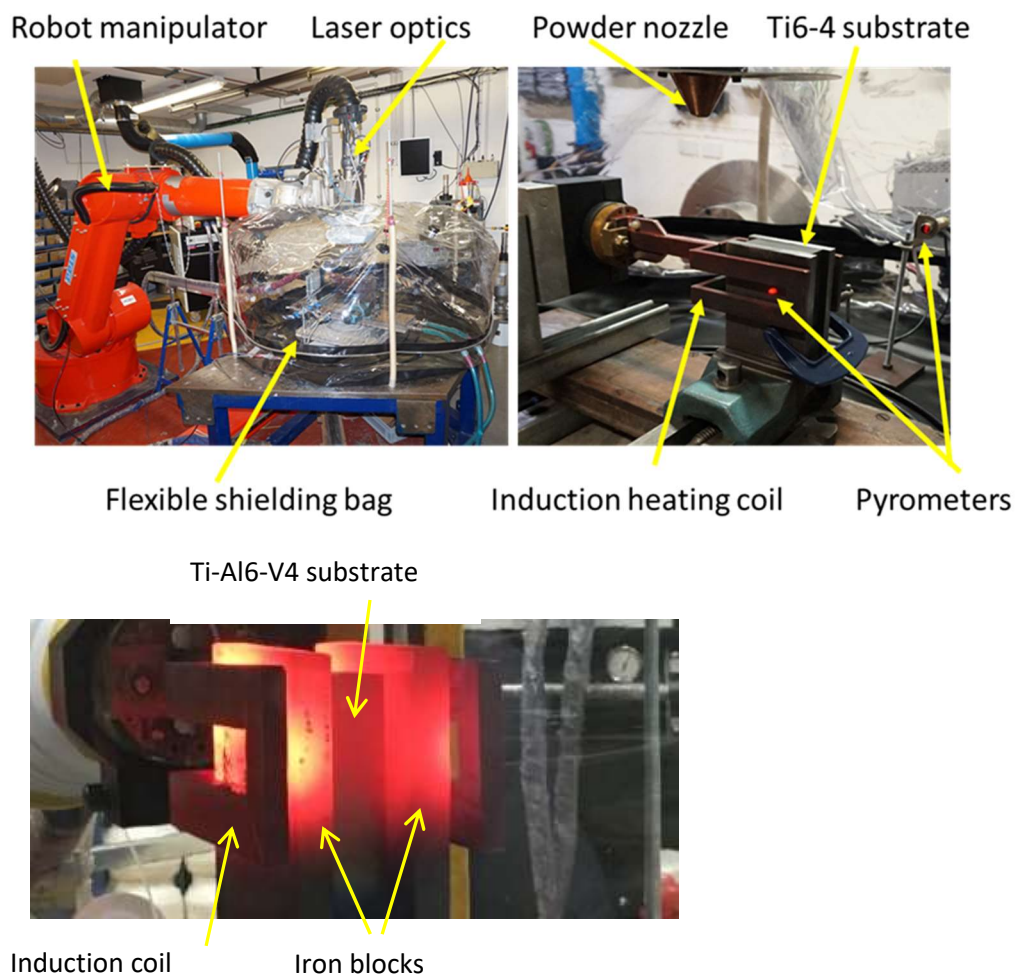 Robot manipulator Laser optics Powder nozzle Ti6-4 substrate
Flexible shielding bag Induction heating coil Pyrometers
Ti-Al6-V4 substrate
Induction coil Iron blocks